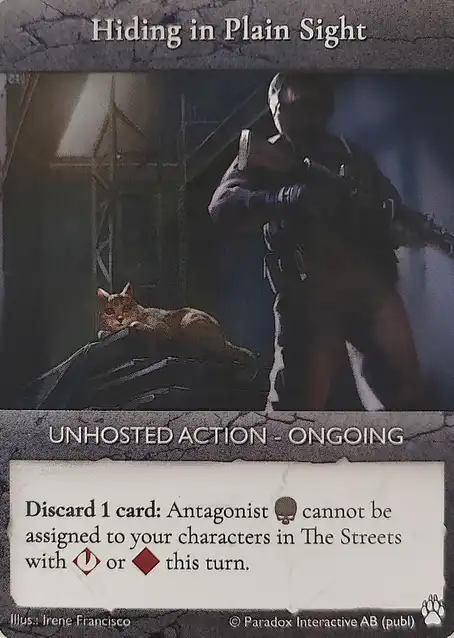 Hiding in Plain Sight
UNHOSTED ACTION - ONGOING
Discard 1 card: Antagonist cannot be
assigned to your characters in The Streets
with or this turn.
Illus.: Irene Francisco
© Paradox Interactive AB (publ)